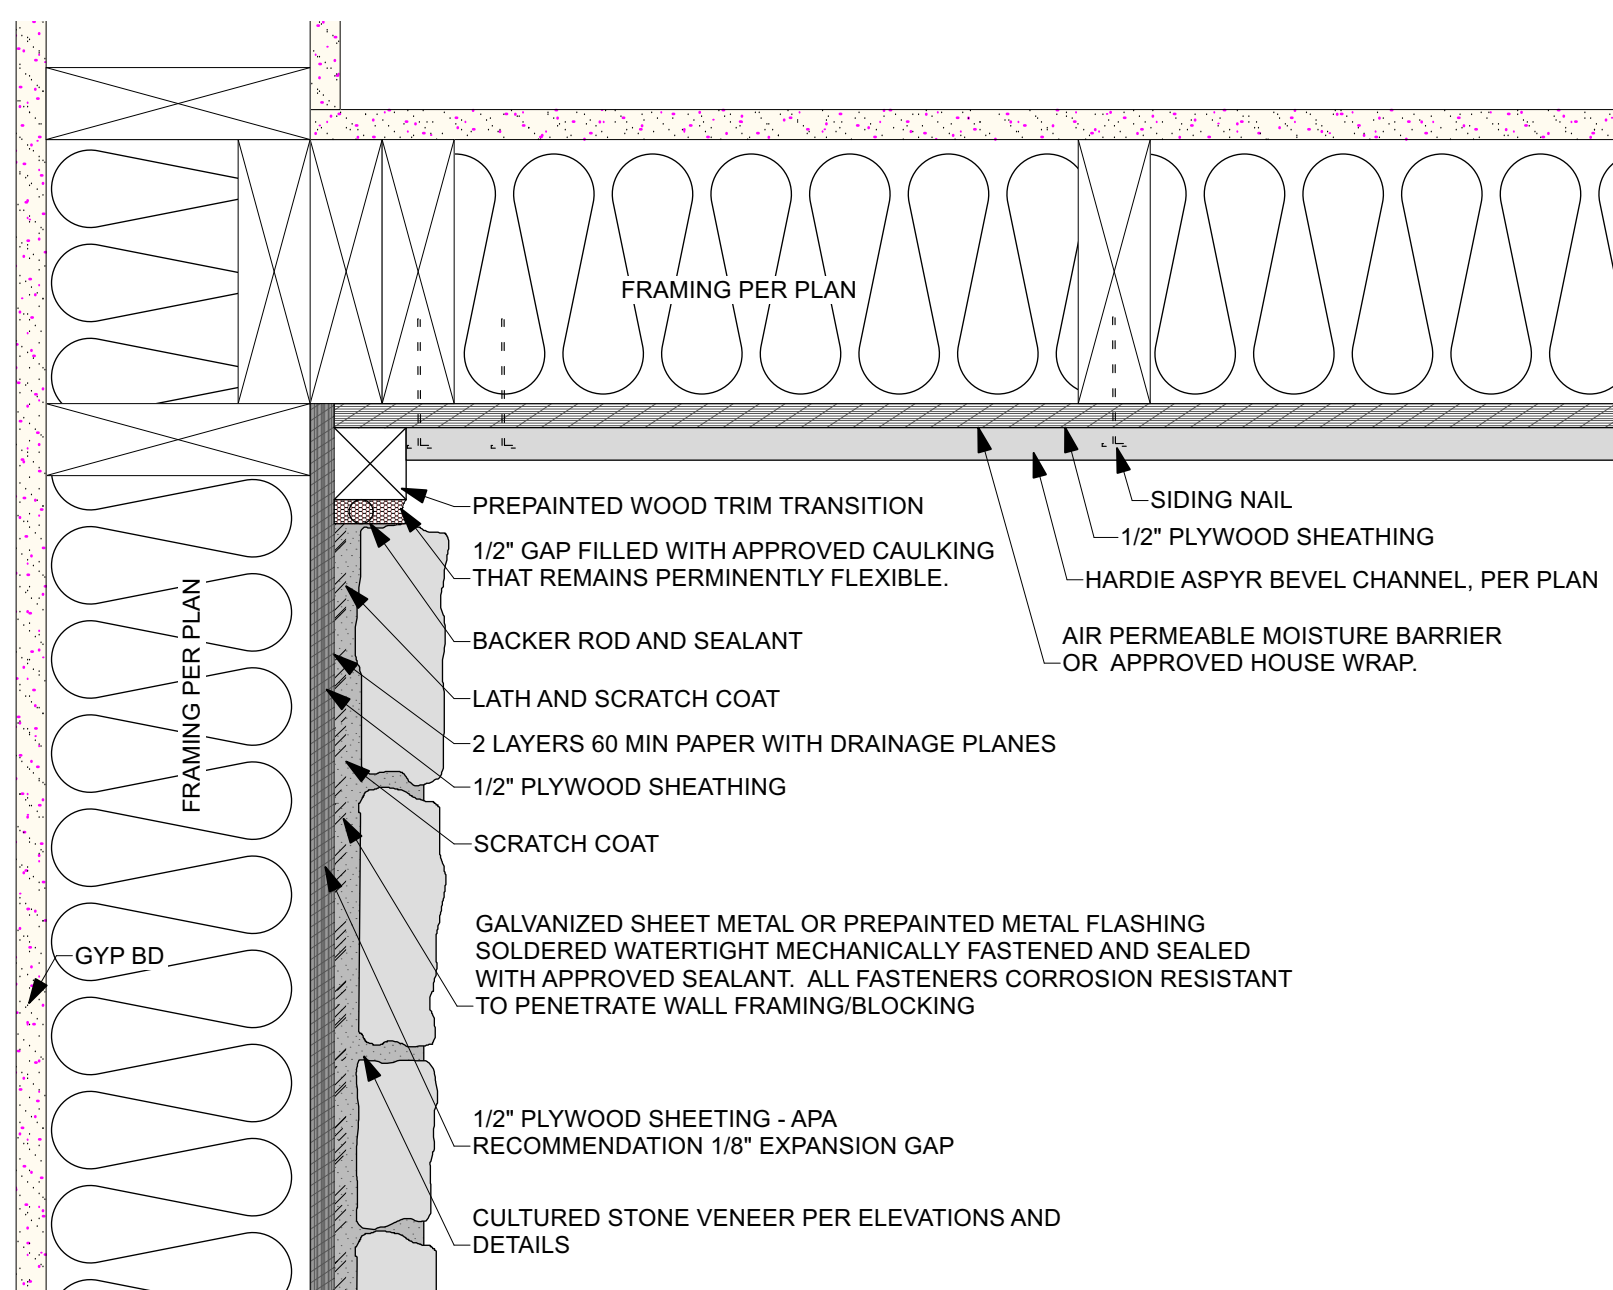 FRAMING PER PLAN
PREPAINTED WOOD TRIM TRANSITION
1/2" GAP FILLED WITH APPROVED CAULKING
THAT REMAINS PERMINENTLY FLEXIBLE.
BACKER ROD AND SEALANT
LATH AND SCRATCH COAT
2 LAYERS 60 MIN PAPER WITH DRAINAGE PLANES
1/2" PLYWOOD SHEATHING
SCRATCH COAT
GALVANIZED SHEET METAL OR PREPAINTED METAL FLASHING
SOLDERED WATERTIGHT MECHANICALLY FASTENED AND SEALED
WITH APPROVED SEALANT.  ALL FASTENERS CORROSION RESISTANT
TO PENETRATE WALL FRAMING/BLOCKING
1/2" PLYWOOD SHEETING - APA
RECOMMENDATION 1/8" EXPANSION GAP
CULTURED STONE VENEER PER ELEVATIONS AND
DETAILS
SIDING NAIL
1/2" PLYWOOD SHEATHING
HARDIE ASPYR BEVEL CHANNEL, PER PLAN
AIR PERMEABLE MOISTURE BARRIER
OR  APPROVED HOUSE WRAP.
FRAMING PER PLAN
GYP BD